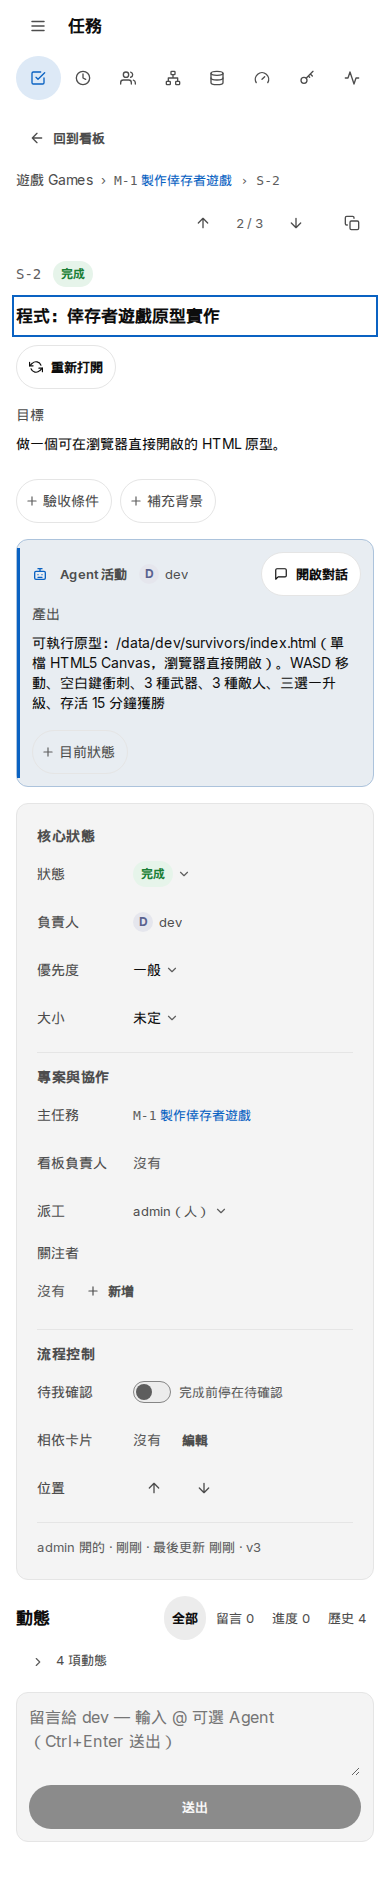 任務
回到看板
遊戲 Games › M-1 製作倖存者遊戲 › S-2
2 / 3
S-2 完成
程式：倖存者遊戲原型實作
重新打開
目標
做一個可在瀏覽器直接開啟的 HTML 原型。
+ 驗收條件 + 補充背景
Agent 活動 D dev 開啟對話
產出
可執行原型：/data/dev/survivors/index.html（單
檔 HTML5 Canvas，瀏覽器直接開啟）。WASD 移
動、空白鍵衝刺、3 種武器、3 種敵人、三選一升
級、存活 15 分鐘獲勝
+ 目前狀態
核心狀態
狀態 完成
負責人 D dev
優先度 一般
大小 未定
專案與協作
主任務 M-1 製作倖存者遊戲
看板負責人 沒有
派工 admin（人）
關注者
沒有 + 新增
流程控制
待我確認 完成前停在待確認
相依卡片 沒有 編輯
位置
admin 開的 · 剛剛 · 最後更新 剛剛 · v3
動態 全部 留言 0 進度 0 歷史 4
4 項動態
留言給 dev — 輸入 @ 可選 Agent
（Ctrl+Enter 送出）
送出